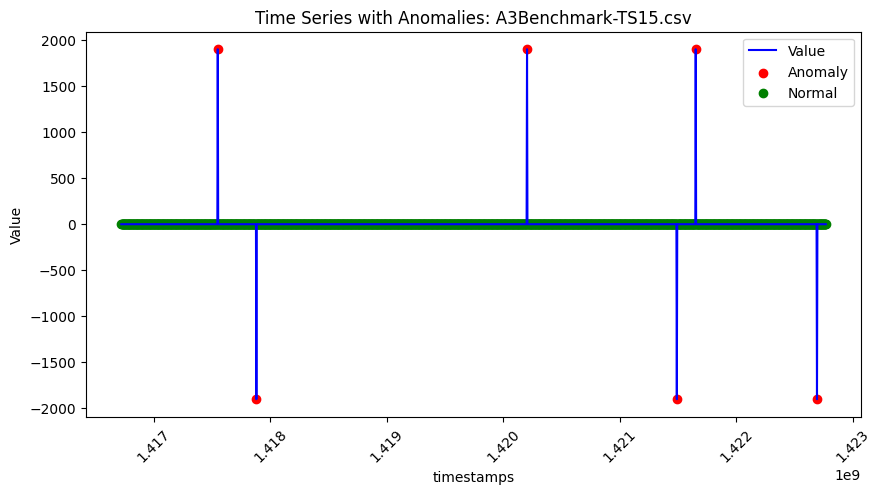 Time Series with Anomalies: A3Benchmark-TS15.csv
2000
1500
1000
500
0
-500
-1000
-1500
-2000
Value
Value
Anomaly
Normal
1.417
1.418
1.419
1.420
1.421
1.422
1.423
1e9
timestamps